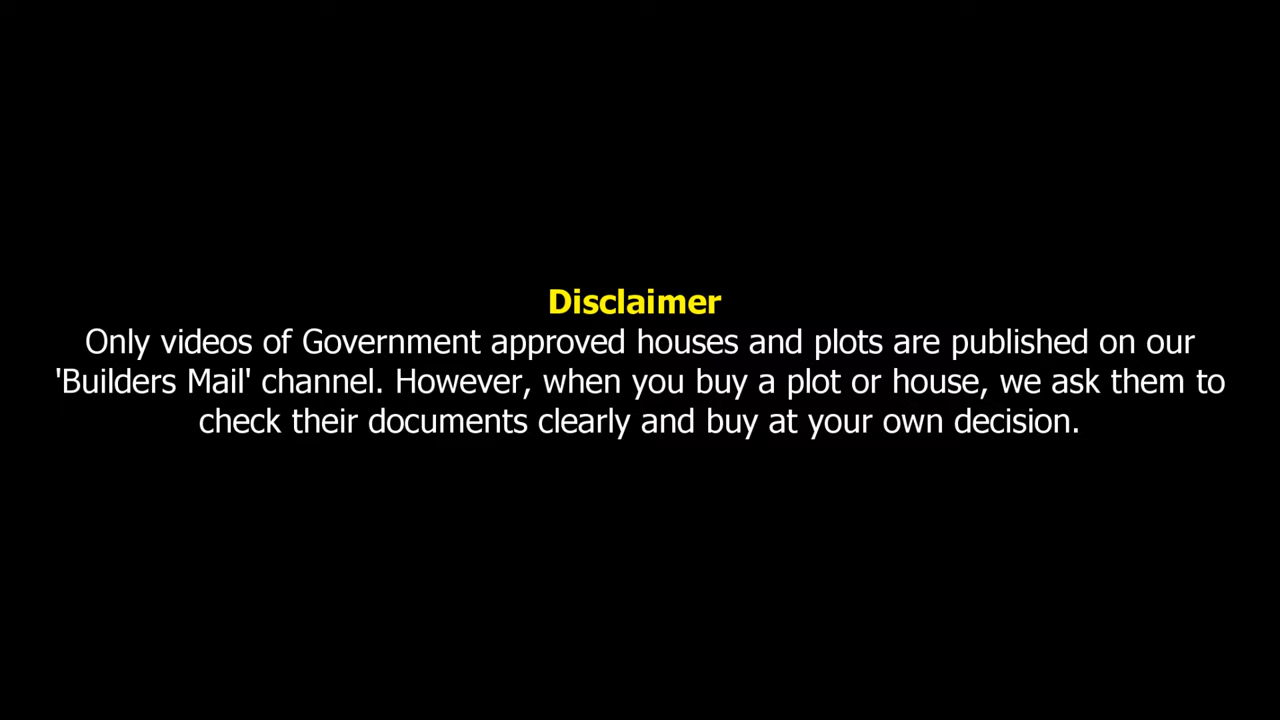 Disclaimer
Only videos of Government approved houses and plots are published on our
'Builders Mail' channel. However, when you buy a plot or house, we ask them to
check their documents clearly and buy at your own decision.